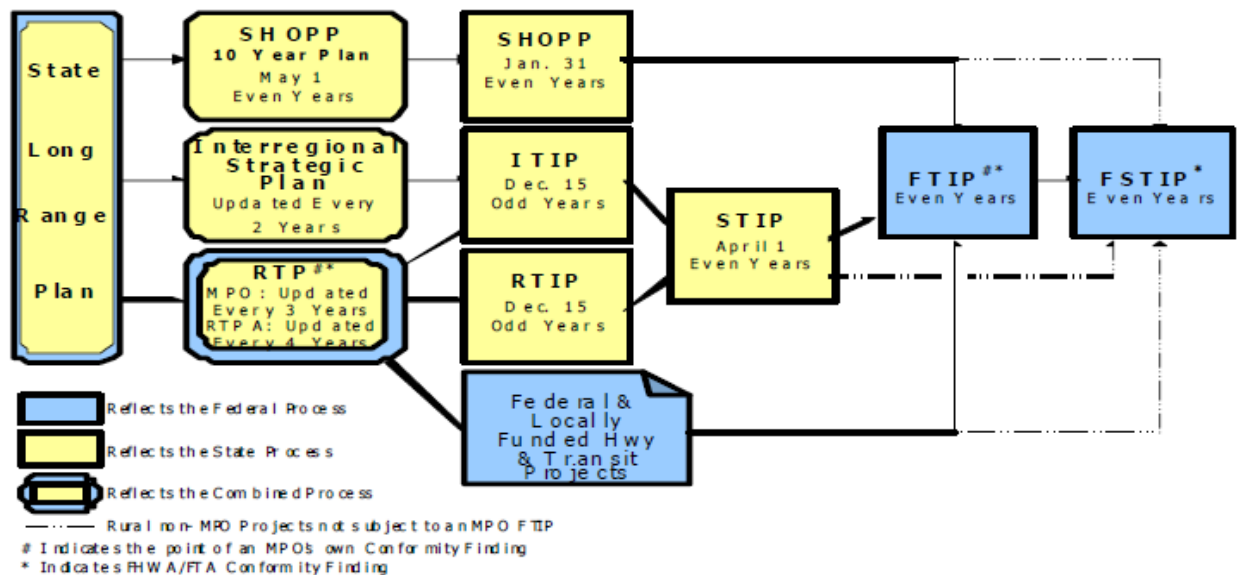 State
Long
Range
Plan
SHOPP
10 Year Plan
May 1
Even Years
Interregional
Strategic
Plan
Updated Every
2 Years
RTP#*
MPO: Updated
Every 3 Years
RTPA: Updated
Every 4 Years
SHOPP
Jan. 31
Even Years
ITIP
Dec. 15
Odd Years
RTIP
Dec. 15
Odd Years
Federal &
Locally
Funded Hwy
& Transit
Projects
STIP
April 1
Even Years
FTIP#*
Even Years
FSTIP*
Even Years
Reflects the Federal Process
Reflects the State Process
Reflects the Combined Process
Rural non-MPO Projects not subject to an MPO FTIP
# Indicates the point of an MPO's own Conformity Finding
* Indicates FHWA/FTA Conformity Finding